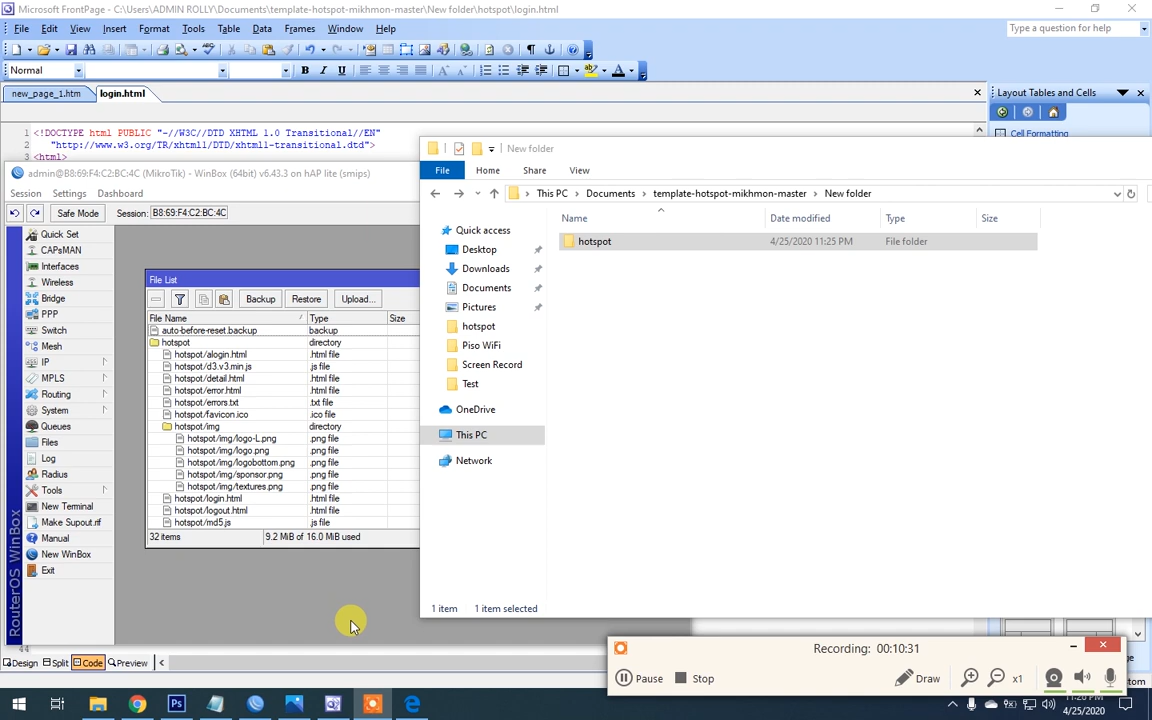 Microsoft FrontPage - C:\Users\ADMIN ROLLY\Documents\template-hotspot-mikhmon-master\New folder\hotspot\login.html
File Edit View Insert Format Tools Table Data Frames Window Help
Type a question for help
Normal
B I U
new_page_1.htm login.html
Layout Tables and Cells
Cell Formatting
1 <!DOCTYPE html PUBLIC "-//W3C//DTD XHTML 1.0 Transitional//EN"
2 "http://www.w3.org/TR/xhtml1/DTD/xhtml1-transitional.dtd">
3 <html>
admin@B8:69:F4:C2:BC:4C (MikroTik) - WinBox (64bit) v6.43.3 on hAP lite (smips)
Session Settings Dashboard
Safe Mode Session: B8:69:F4:C2:BC:4C
Quick Set
CAPsMAN
Interfaces
Wireless
Bridge
PPP
Switch
Mesh
IP
MPLS
Routing
System
Queues
Files
Log
Radius
Tools
New Terminal
Make Supout.rif
Manual
New WinBox
Exit
RouterOS WinBox
File List
Backup Restore Upload...
File Name Type Size
auto-before-reset.backup backup
hotspot directory
hotspot/alogin.html .html file
hotspot/d3.v3.min.js .js file
hotspot/detail.html .html file
hotspot/error.html .html file
hotspot/errors.txt .txt file
hotspot/favicon.ico .ico file
hotspot/img directory
hotspot/img/logo-L.png .png file
hotspot/img/logo.png .png file
hotspot/img/logobottom.png .png file
hotspot/img/sponsor.png .png file
hotspot/img/textures.png .png file
hotspot/login.html .html file
hotspot/logout.html .html file
hotspot/md5.js .js file
32 items 9.2 MiB of 16.0 MiB used
New folder
File Home Share View
This PC > Documents > template-hotspot-mikhmon-master > New folder
Name Date modified Type Size
hotspot 4/25/2020 11:25 PM File folder
Quick access
Desktop
Downloads
Documents
Pictures
hotspot
Piso WiFi
Screen Record
Test
OneDrive
This PC
Network
1 item 1 item selected
44
Design Split Code Preview
Recording: 00:10:31
Pause Stop Draw x1
11:26 PM
4/25/2020